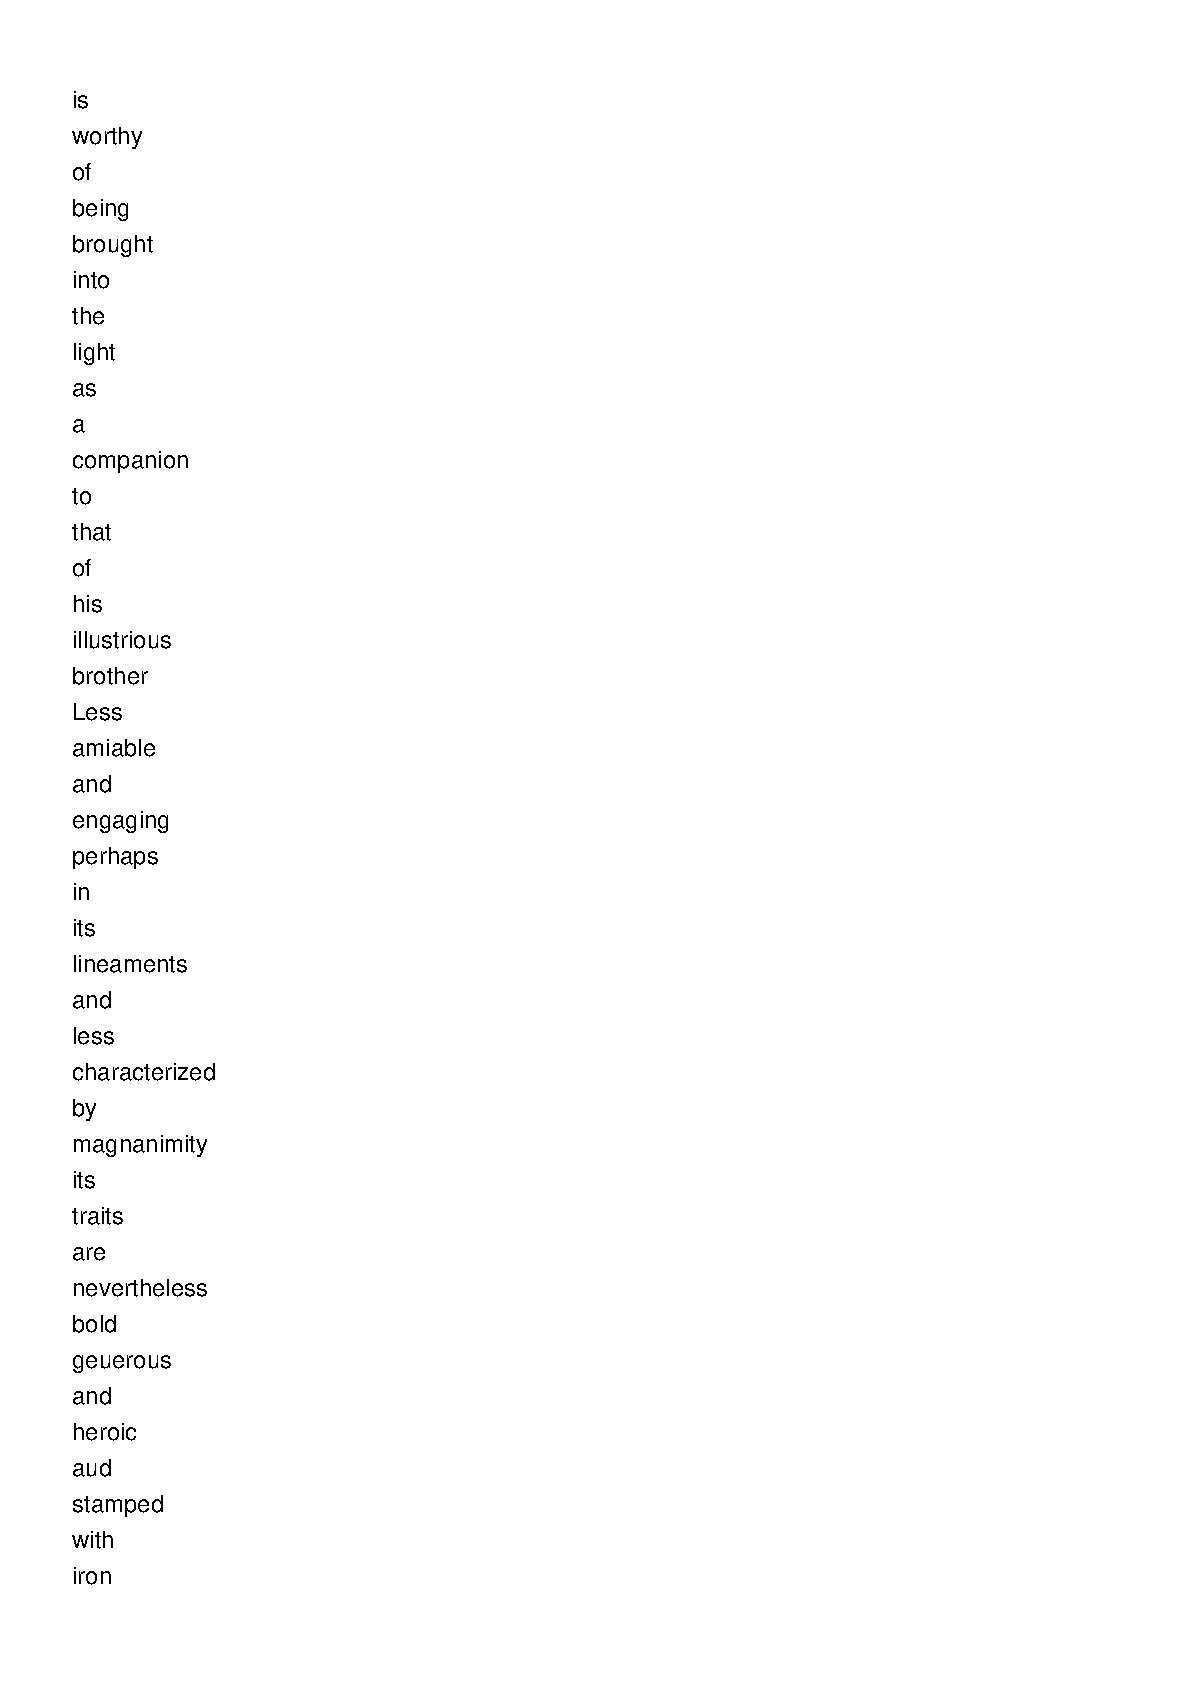 is
worthy
of
being
brought
into
the
light
as
a
companion
to
that
of
his
illustrious
brother
Less
amiable
and
engaging
perhaps
in
its
lineaments
and
less
characterized
by
magnanimity
its
traits
are
nevertheless
bold
geuerous
and
heroic
aud
stamped
with
iron